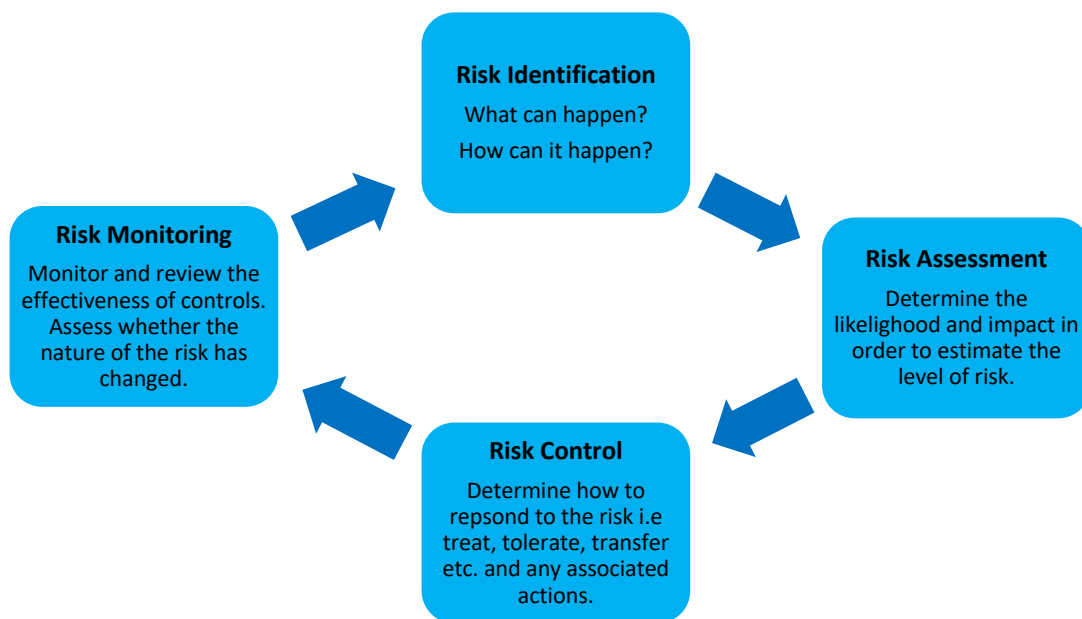 Risk Identification
What can happen?
How can it happen?
Risk Assessment
Determine the
likelighood and impact in
order to estimate the
level of risk.
Risk Control
Determine how to
repsond to the risk i.e
treat, tolerate, transfer
etc. and any associated
actions.
Risk Monitoring
Monitor and review the
effectiveness of controls.
Assess whether the
nature of the risk has
changed.